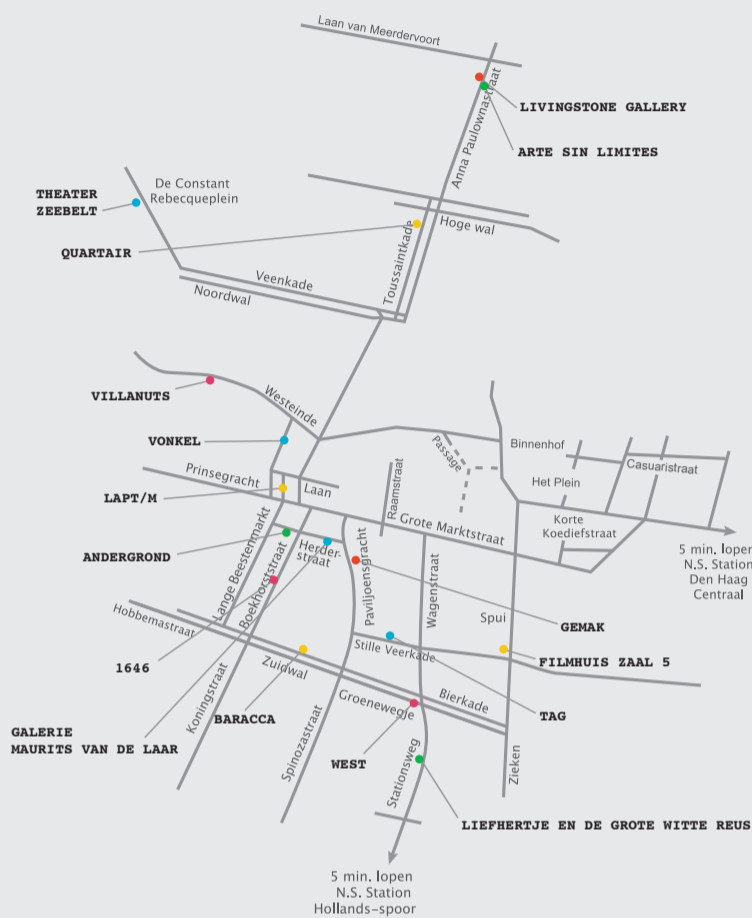 Laan van Meerdervoort
Anna Paulownastraat
LIVINGSTONE GALLERY
ARTE SIN LIMITES
De Constant
Rebecqueplein
THEATER
ZEEBELT
Hoge wal
QUARTAIR
Toussaintkade
Veenkade
Noordwal
VILLANUTS
Westeinde
VONKEL
Passage
Binnenhof
Casuaristraat
Prinsegracht
Laan
Raamstraat
Het Plein
LAPT/M
Grote Marktstraat
Korte
Koediefstraat
5 min. lopen
N.S. Station
Den Haag
Centraal
ANDERGROND
Lange Beestenmarkt
Boekhorststraat
Herder-
straat
Paviljoensgracht
Wagenstraat
Spui
GEMAK
Hobbemastraat
Stille Veerkade
FILMHUIS ZAAL 5
1646
Zuidwal
Koningstraat
BARACCA
Groenewegje
Bierkade
TAG
GALERIE
MAURITS VAN DE LAAR
Spinozastraat
WEST
Stationsweg
Zieken
LIEFHERTJE EN DE GROTE WITTE REUS
5 min. lopen
N.S. Station
Hollands-spoor